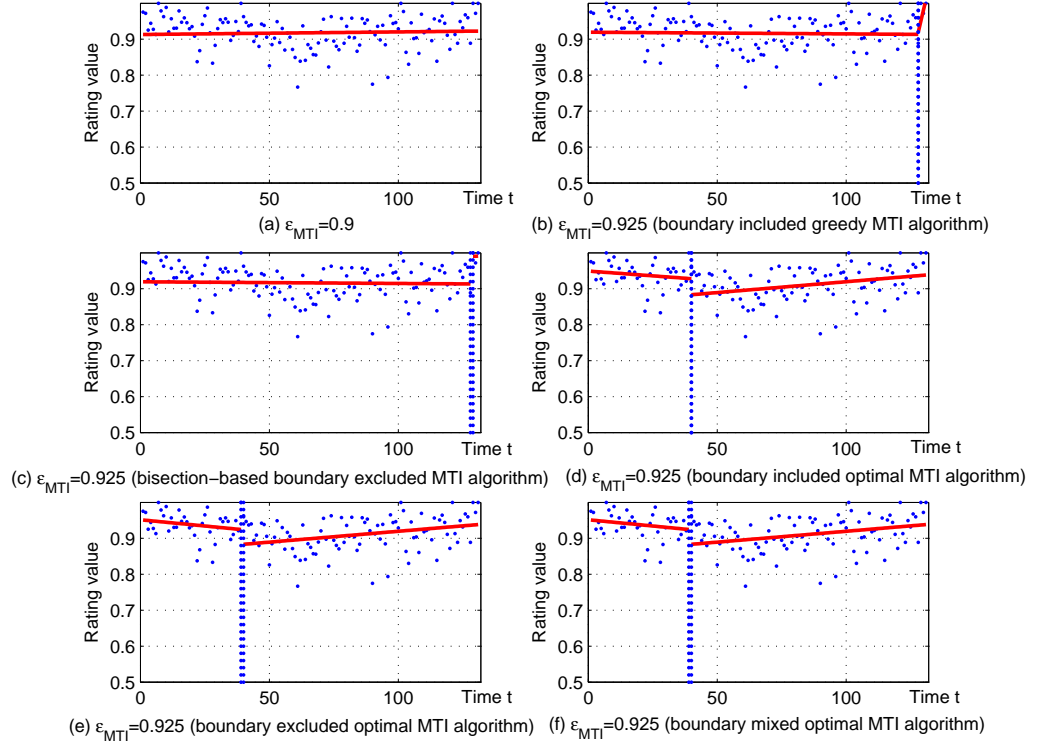 0.9
0.8
0.7
0.6
0.5
Rating value
0
50
100
Time t
(a) ε_MTI=0.9
0.9
0.8
0.7
0.6
0.5
Rating value
0
50
100
Time t
(b) ε_MTI=0.925 (boundary included greedy MTI algorithm)
0.9
0.8
0.7
0.6
0.5
Rating value
0
50
100
Time t
(c) ε_MTI=0.925 (bisection−based boundary excluded MTI algorithm)
0.9
0.8
0.7
0.6
0.5
Rating value
0
50
100
Time t
(d) ε_MTI=0.925 (boundary included optimal MTI algorithm)
0.9
0.8
0.7
0.6
0.5
Rating value
0
50
100
Time t
(e) ε_MTI=0.925 (boundary excluded optimal MTI algorithm)
0.9
0.8
0.7
0.6
0.5
Rating value
0
50
100
Time t
(f) ε_MTI=0.925 (boundary mixed optimal MTI algorithm)